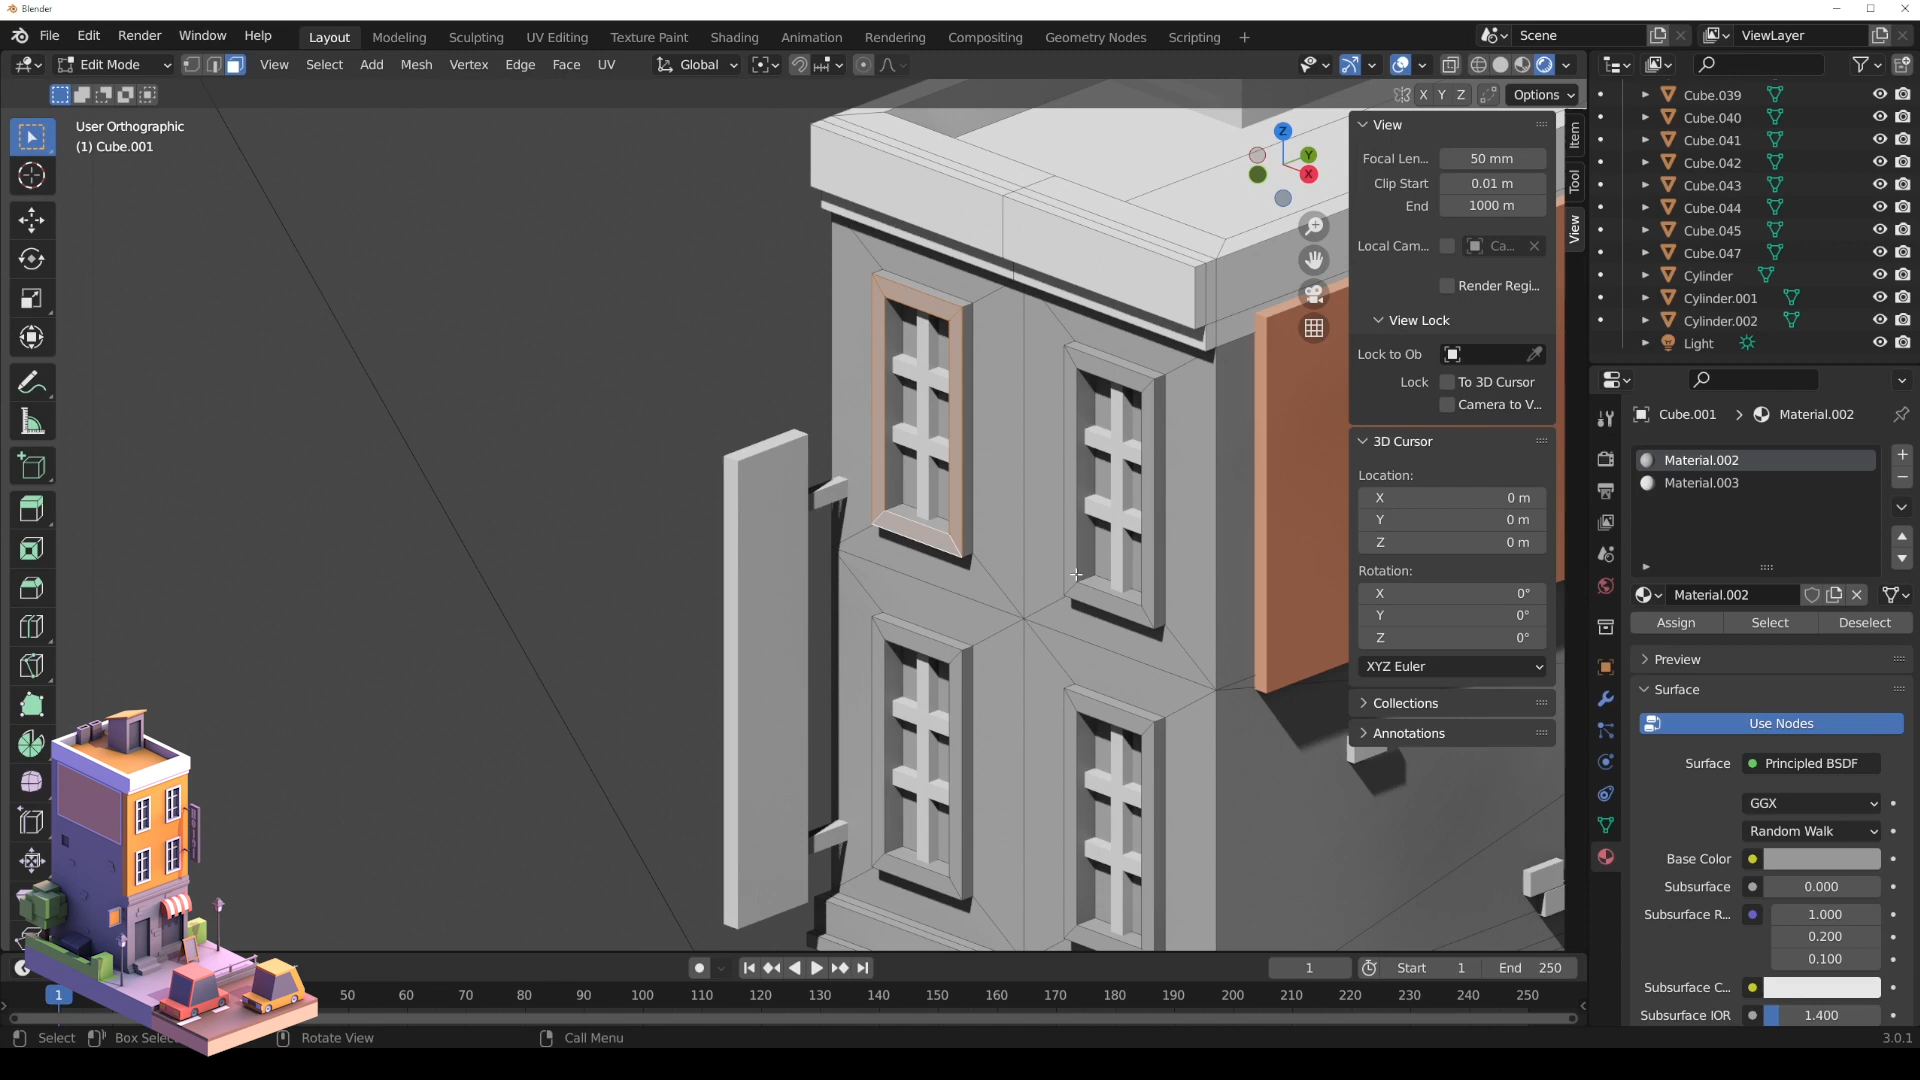 Blender
File Edit Render Window Help Layout Modeling Sculpting UV Editing Texture Paint Shading Animation Rendering Compositing Geometry Nodes Scripting + Scene ViewLayer
Edit Mode View Select Add Mesh Vertex Edge Face UV Global
X Y Z Options
User Orthographic
(1) Cube.001
Z
Y
X
View
Focal Len... 50 mm
Clip Start 0.01 m
End 1000 m
Local Cam... Ca...
Render Regi...
View Lock
Lock to Ob
Lock To 3D Cursor
Camera to V...
3D Cursor
Location:
X 0 m
Y 0 m
Z 0 m
Rotation:
X 0°
Y 0°
Z 0°
XYZ Euler
Collections
Annotations
Item
Tool
View
Cube.039
Cube.040
Cube.041
Cube.042
Cube.043
Cube.044
Cube.045
Cube.047
Cylinder
Cylinder.001
Cylinder.002
Light
Cube.001 > Material.002
Material.002
Material.003
Material.002
Assign Select Deselect
Preview
Surface
Use Nodes
Surface Principled BSDF
GGX
Random Walk
Base Color
Subsurface 0.000
Subsurface R... 1.000
0.200
0.100
Subsurface C...
Subsurface IOR 1.400
1 Start 1 End 250
1 50 60 70 80 90 100 110 120 130 140 150 160 170 180 190 200 210 220 230 240 250
Select Box Selec Rotate View Call Menu 3.0.1